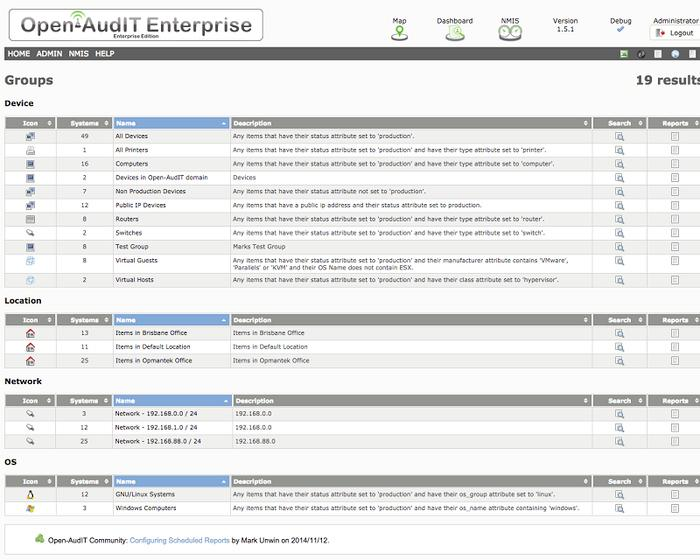 Open-AudIT Enterprise
Enterprise Edition
Map Dashboard NMIS Version Debug Administrator
1.5.1 Logout
HOME ADMIN NMIS HELP
Groups 19 results
Device
Icon Systems Name Description Search Reports
49 All Devices Any items that have their status attribute set to 'production'.
1 All Printers Any items that have their status attribute set to 'production' and have their type attribute set to 'printer'.
16 Computers Any items that have their status attribute set to 'production' and have their type attribute set to 'computer'.
2 Devices in Open-AudIT domain Devices
7 Non Production Devices Any items that have their status attribute not set to 'production'.
12 Public IP Devices Any items that have a public ip address and their status attribute set to production.
8 Routers Any items that have their status attribute set to 'production' and have their type attribute set to 'router'.
2 Switches Any items that have their status attribute set to 'production' and have their type attribute set to 'switch'.
8 Test Group Marks Test Group
8 Virtual Guests Any items that have their status attribute set to 'production' and their manufacturer attribute contains 'VMware',
'Parallels' or 'KVM' and their OS Name does not contain ESX.
2 Virtual Hosts Any items that have their status attribute set to 'production' and have their class attribute set to 'hypervisor'.
Location
Icon Systems Name Description Search Reports
13 Items in Brisbane Office Items in Brisbane Office
11 Items in Default Location Items in Default Location
25 Items in Opmantek Office Items in Opmantek Office
Network
Icon Systems Name Description Search Reports
3 Network - 192.168.0.0 / 24 192.168.0.0
12 Network - 192.168.1.0 / 24 192.168.1.0
25 Network - 192.168.88.0 / 24 192.168.88.0
OS
Icon Systems Name Description Search Reports
12 GNU/Linux Systems Any items that have their status attribute set to 'production' and have their os_group attribute set to 'linux'.
3 Windows Computers Any items that have their status attribute set to 'production' and have their os_name attribute containing 'windows'.
Open-AudIT Community: Configuring Scheduled Reports by Mark Unwin on 2014/11/12.